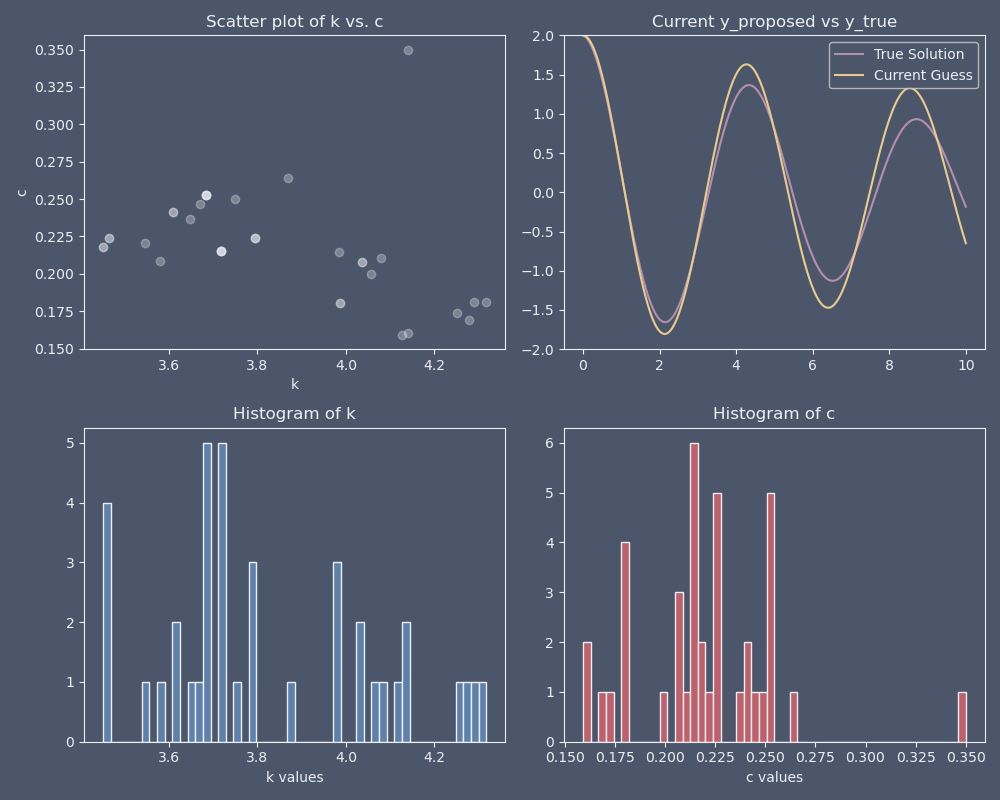 Scatter plot of k vs. c
0.350
0.325
0.300
0.275
0.250
0.225
0.200
0.175
0.150
c
3.6 3.8 4.0 4.2
k
Current y_proposed vs y_true
True Solution
Current Guess
2.0
1.5
1.0
0.5
0.0
−0.5
−1.0
−1.5
−2.0
0 2 4 6 8 10
Histogram of k
5
4
3
2
1
0
3.6 3.8 4.0 4.2
k values
Histogram of c
6
5
4
3
2
1
0
0.150 0.175 0.200 0.225 0.250 0.275 0.300 0.325 0.350
c values